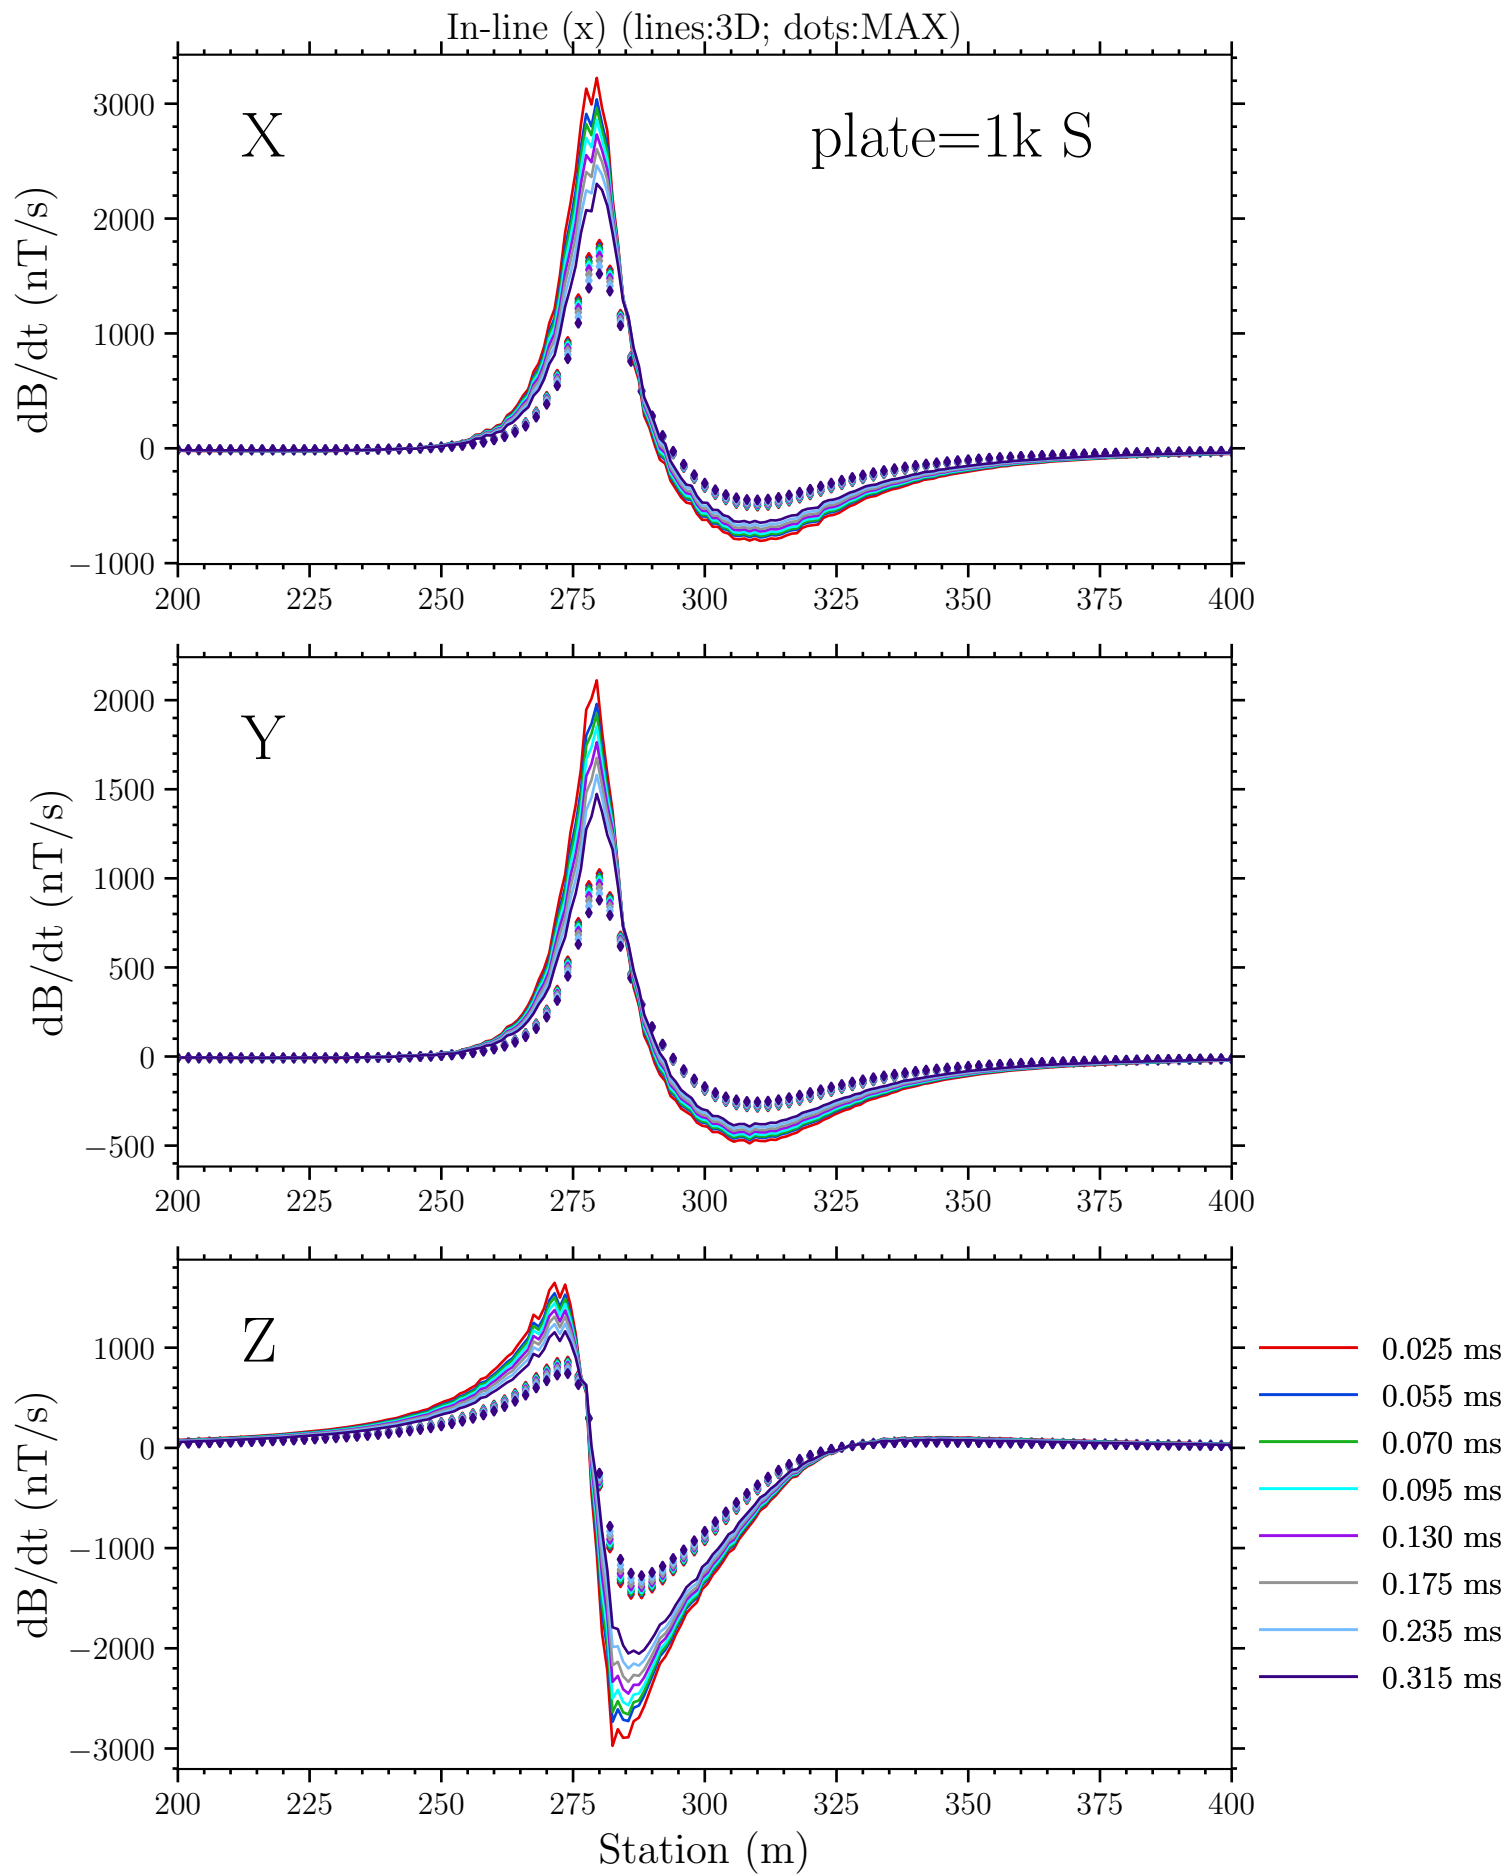 In-line (x) (lines:3D; dots:MAX)
X
plate=1k S
dB/dt (nT/s)
3000
2000
1000
0
−1000
200 225 250 275 300 325 350 375 400
Y
dB/dt (nT/s)
2000
1500
1000
500
0
−500
200 225 250 275 300 325 350 375 400
Z
dB/dt (nT/s)
1000
0
−1000
−2000
−3000
200 225 250 275 300 325 350 375 400
Station (m)
0.025 ms
0.055 ms
0.070 ms
0.095 ms
0.130 ms
0.175 ms
0.235 ms
0.315 ms